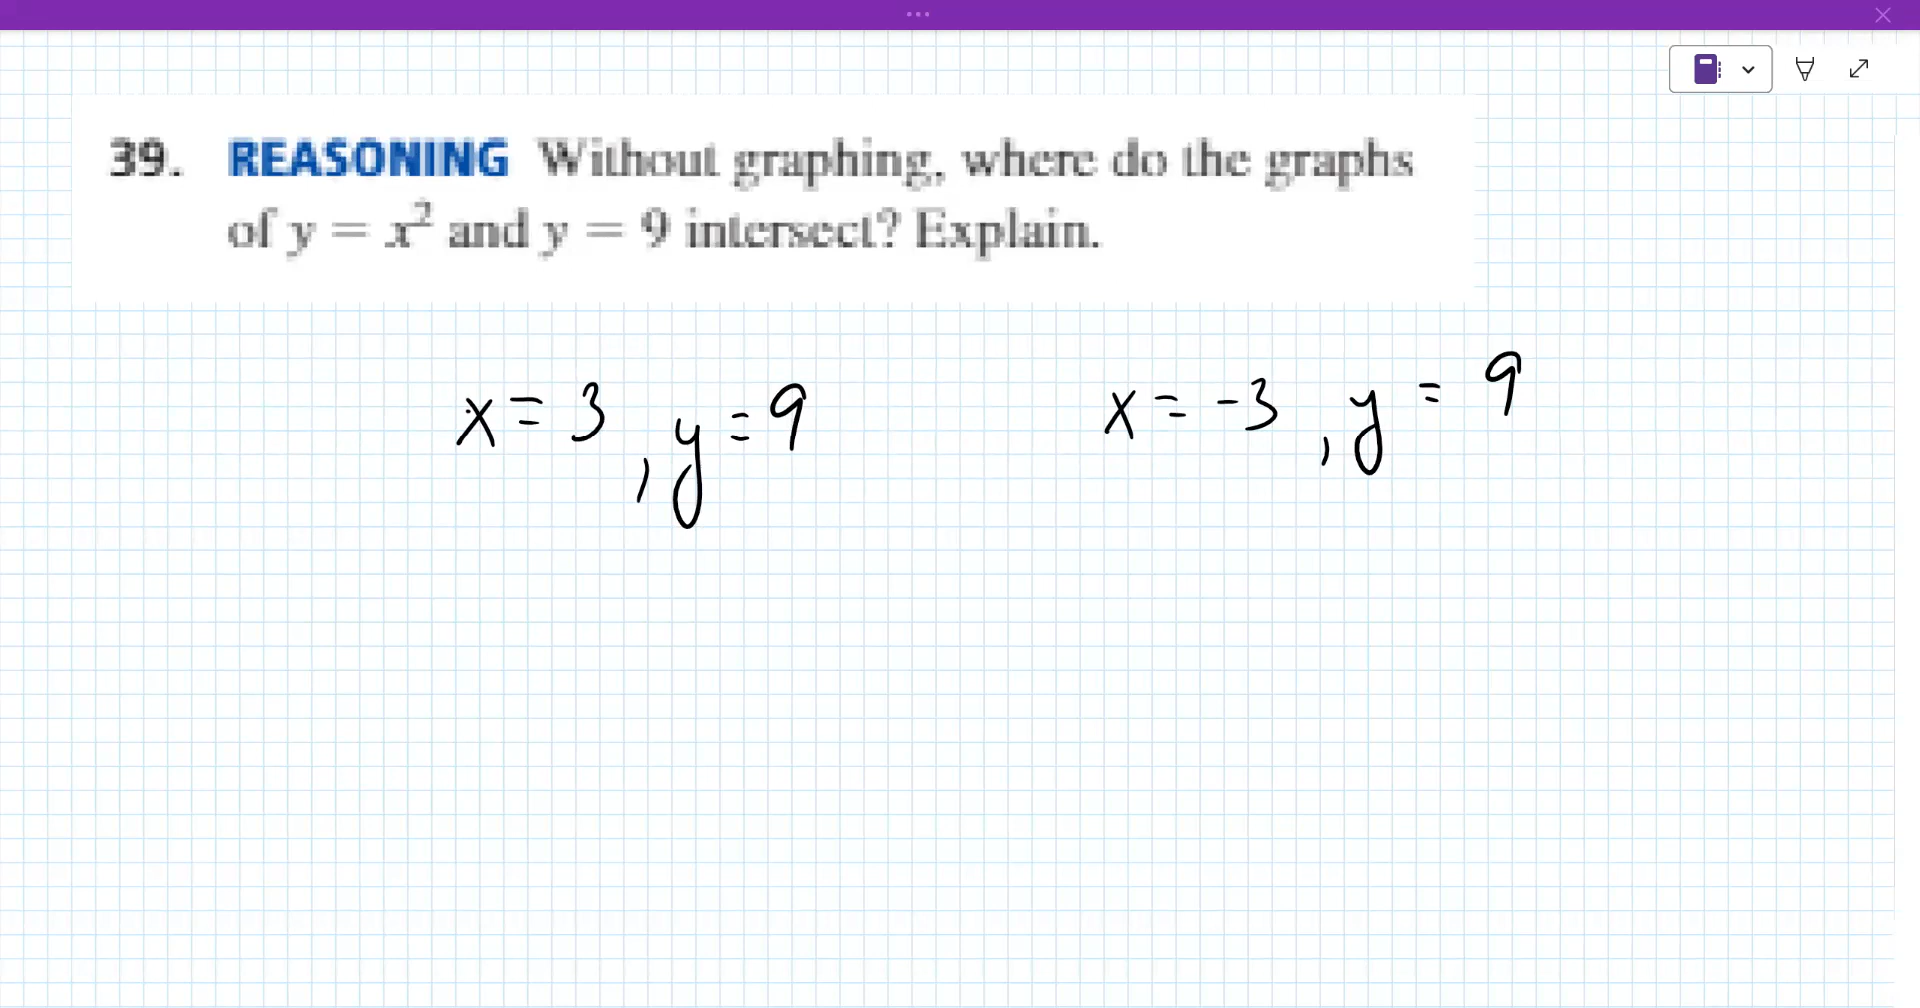 39. REASONING Without graphing, where do the graphs
of y = x² and y = 9 intersect? Explain.
x = 3, y = 9
x = -3, y = 9